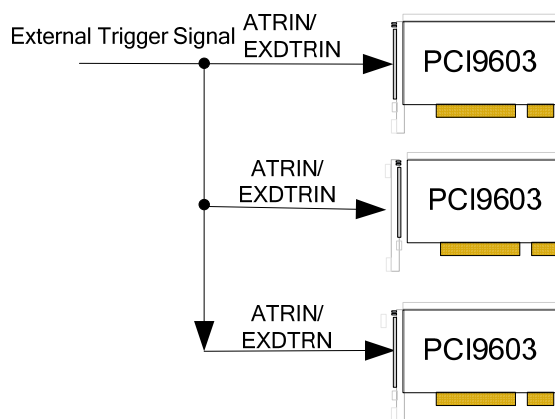 External Trigger Signal
ATRIN/
EXDTRIN
PCI9603
ATRIN/
EXDTRIN
PCI9603
ATRIN/
EXDTRN
PCI9603